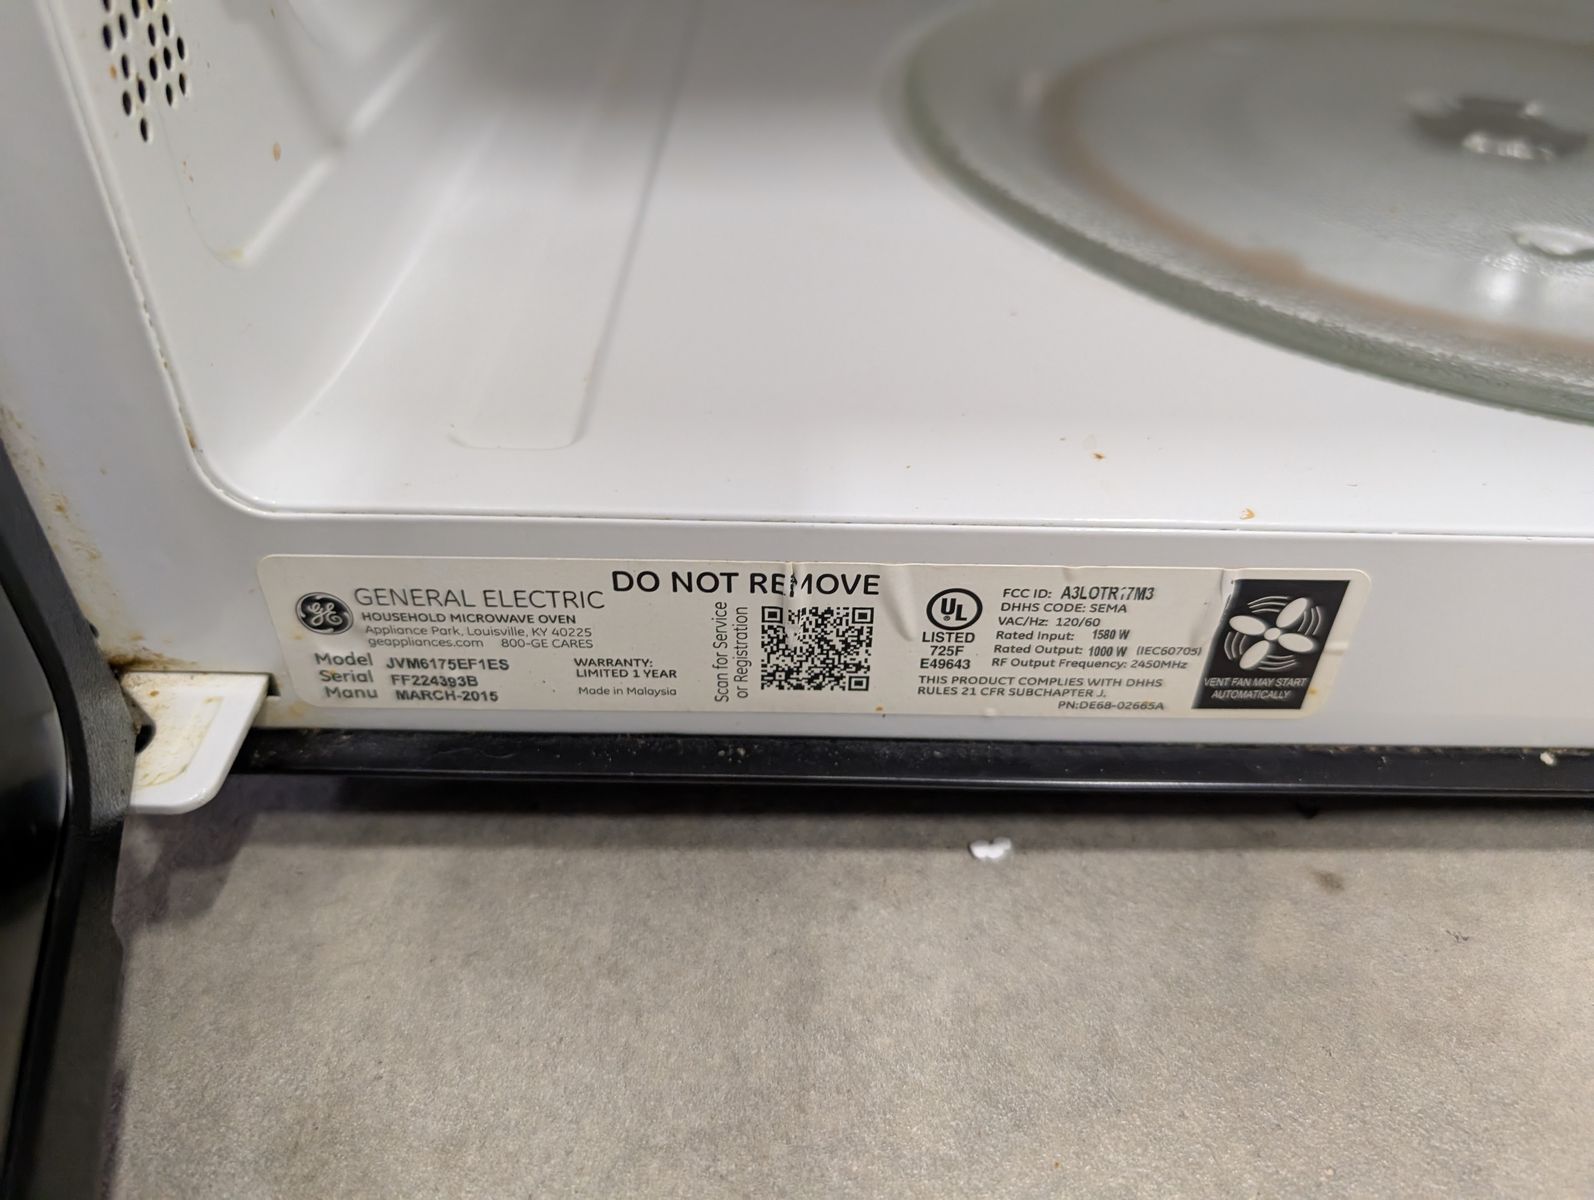 DO NOT REMOVE
GENERAL ELECTRIC
HOUSEHOLD MICROWAVE OVEN
Appliance Park, Louisville, KY 40225
geappliances.com 800-GE CARES
Model JVM6175EF1ES
Serial FF224393B
Manu MARCH-2015
WARRANTY:
LIMITED 1 YEAR
Made in Malaysia
Scan for Service
or Registration
UL
LISTED
725F
E49643
FCC ID: A3LOTR17M3
DHHS CODE: SEMA
VAC/Hz: 120/60
Rated Input: 1580 W
Rated Output: 1000 W (IEC60705)
RF Output Frequency: 2450MHz
THIS PRODUCT COMPLIES WITH DHHS
RULES 21 CFR SUBCHAPTER J.
PN:DE68-02665A
VENT FAN MAY START
AUTOMATICALLY